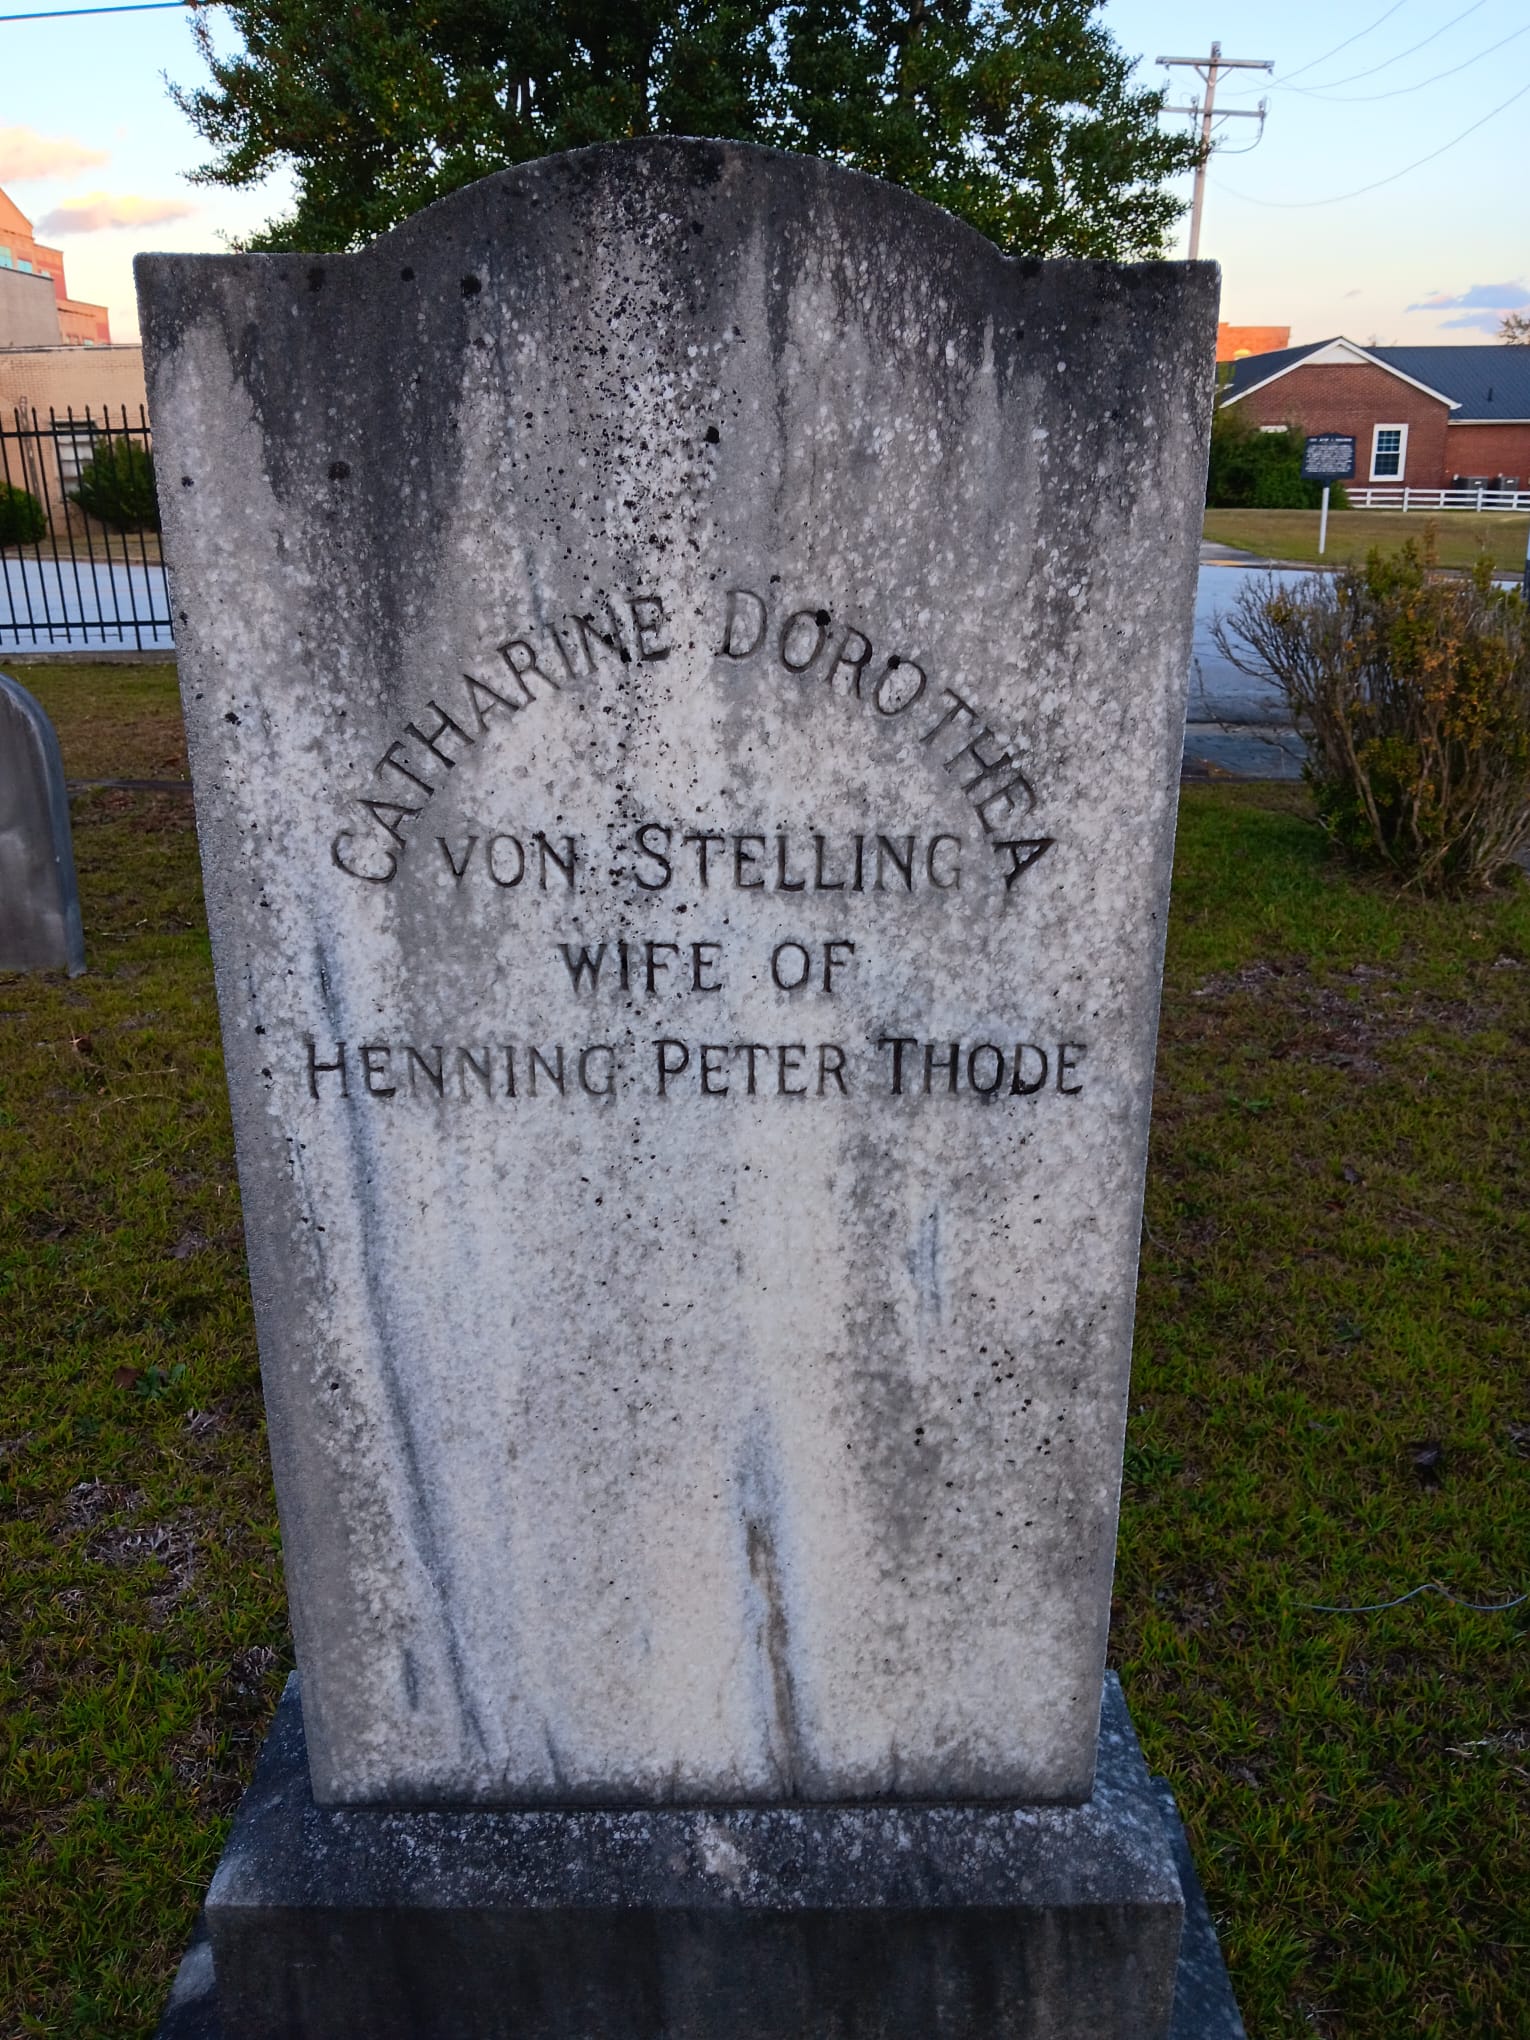 CATHARINE DOROTHEA
VON STELLING
WIFE OF
HENNING PETER THODE